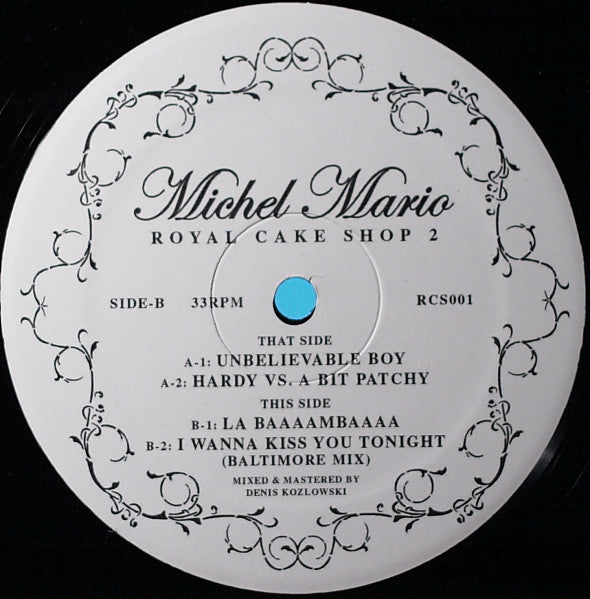 Michel Mario
ROYAL CAKE SHOP 2
SIDE-B 33RPM RCS001
THAT SIDE
A-1: UNBELIEVABLE BOY
A-2: HARDY VS. A BIT PATCHY
THIS SIDE
B-1: LA BAAAAMBAAAA
B-2: I WANNA KISS YOU TONIGHT
(BALTIMORE MIX)
MIXED & MASTERED BY
DENIS KOZLOWSKI